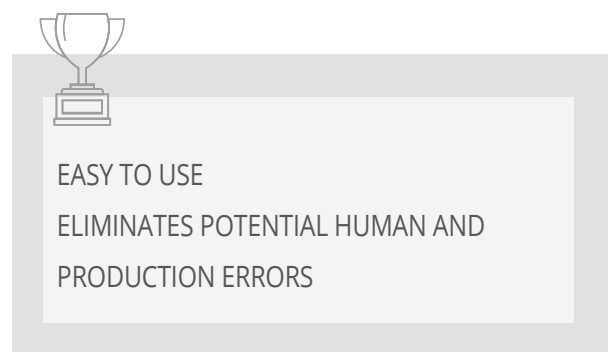 EASY TO USE
ELIMINATES POTENTIAL HUMAN AND
PRODUCTION ERRORS